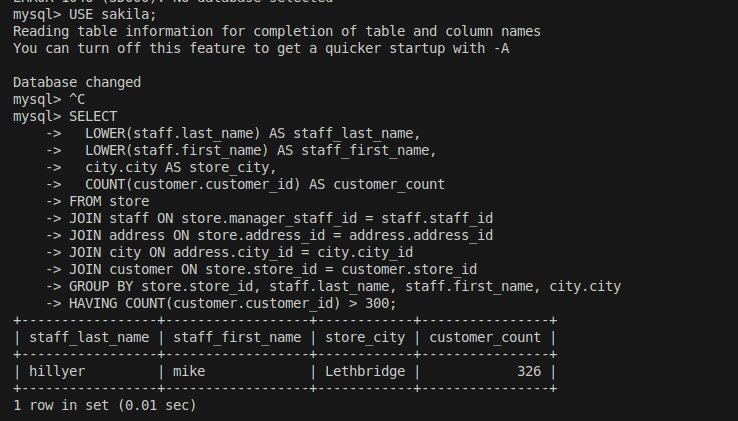 mysql> USE sakila;
Reading table information for completion of table and column names
You can turn off this feature to get a quicker startup with -A

Database changed
mysql> ^C
mysql> SELECT
    ->   LOWER(staff.last_name) AS staff_last_name,
    ->   LOWER(staff.first_name) AS staff_first_name,
    ->   city.city AS store_city,
    ->   COUNT(customer.customer_id) AS customer_count
    -> FROM store
    -> JOIN staff ON store.manager_staff_id = staff.staff_id
    -> JOIN address ON store.address_id = address.address_id
    -> JOIN city ON address.city_id = city.city_id
    -> JOIN customer ON store.store_id = customer.store_id
    -> GROUP BY store.store_id, staff.last_name, staff.first_name, city.city
    -> HAVING COUNT(customer.customer_id) > 300;
+-----------------+------------------+------------+----------------+
| staff_last_name | staff_first_name | store_city | customer_count |
+-----------------+------------------+------------+----------------+
| hillyer         | mike             | Lethbridge |            326 |
+-----------------+------------------+------------+----------------+
1 row in set (0.01 sec)